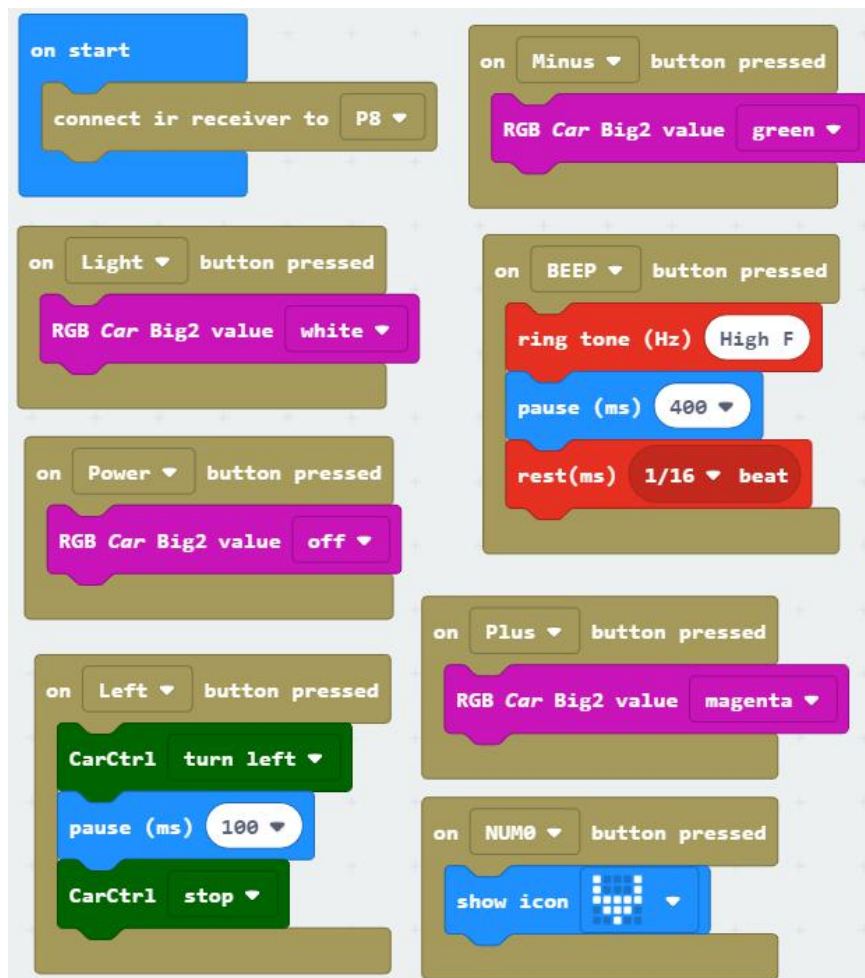 on start
connect ir receiver to P8
on Minus button pressed
RGB Car Big2 value green
on Light button pressed
RGB Car Big2 value white
on BEEP button pressed
ring tone (Hz) High F
pause (ms) 400
rest(ms) 1/16 beat
on Power button pressed
RGB Car Big2 value off
on Plus button pressed
RGB Car Big2 value magenta
on Left button pressed
CarCtrl turn left
pause (ms) 100
CarCtrl stop
on NUM0 button pressed
show icon